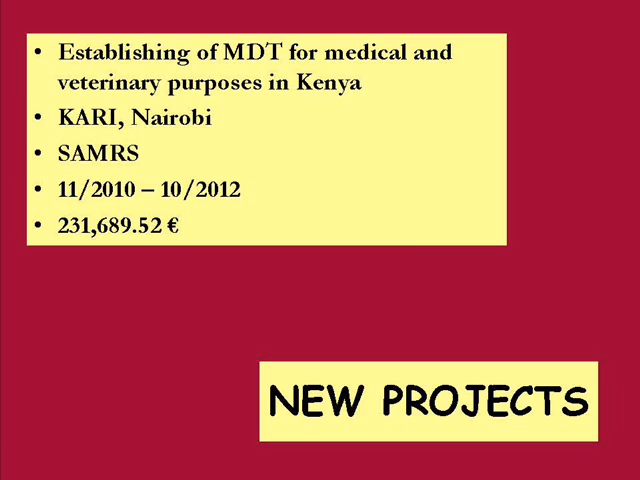 • Establishing of MDT for medical and
veterinary purposes in Kenya
• KARI, Nairobi
• SAMRS
• 11/2010 – 10/2012
• 231,689.52 €
NEW PROJECTS